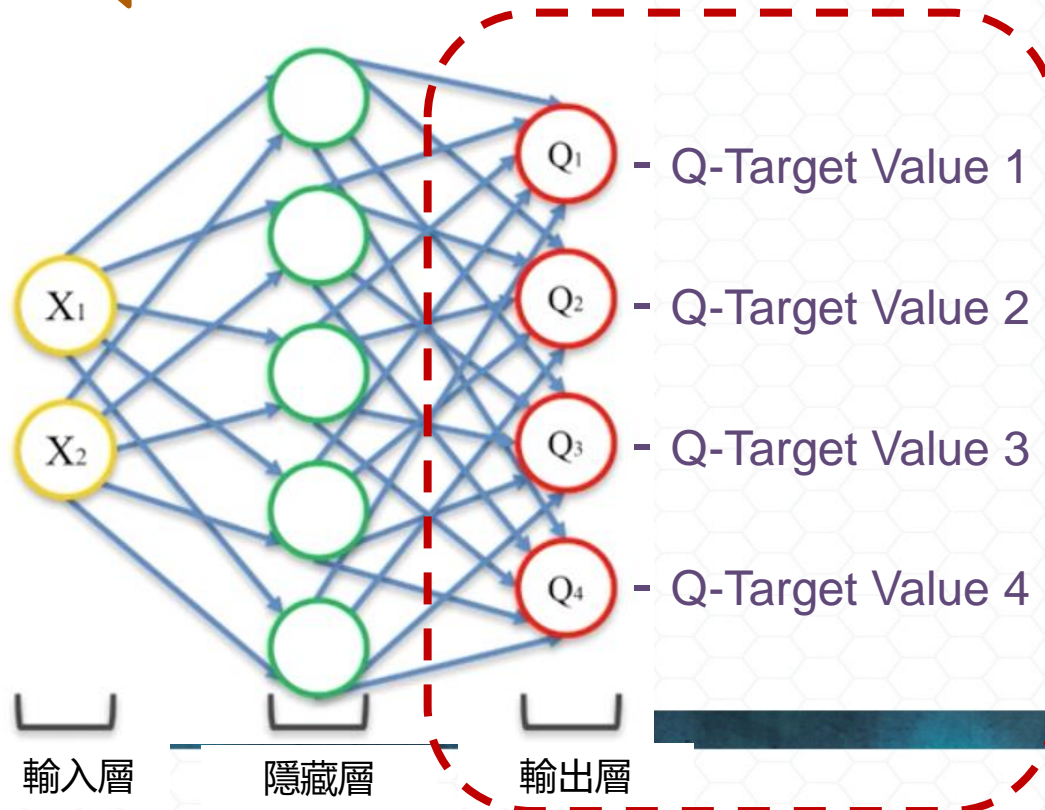 Q1 - Q-Target Value 1
X1
Q2 - Q-Target Value 2
X2
Q3 - Q-Target Value 3
Q4 - Q-Target Value 4
輸入層 隱藏層 輸出層